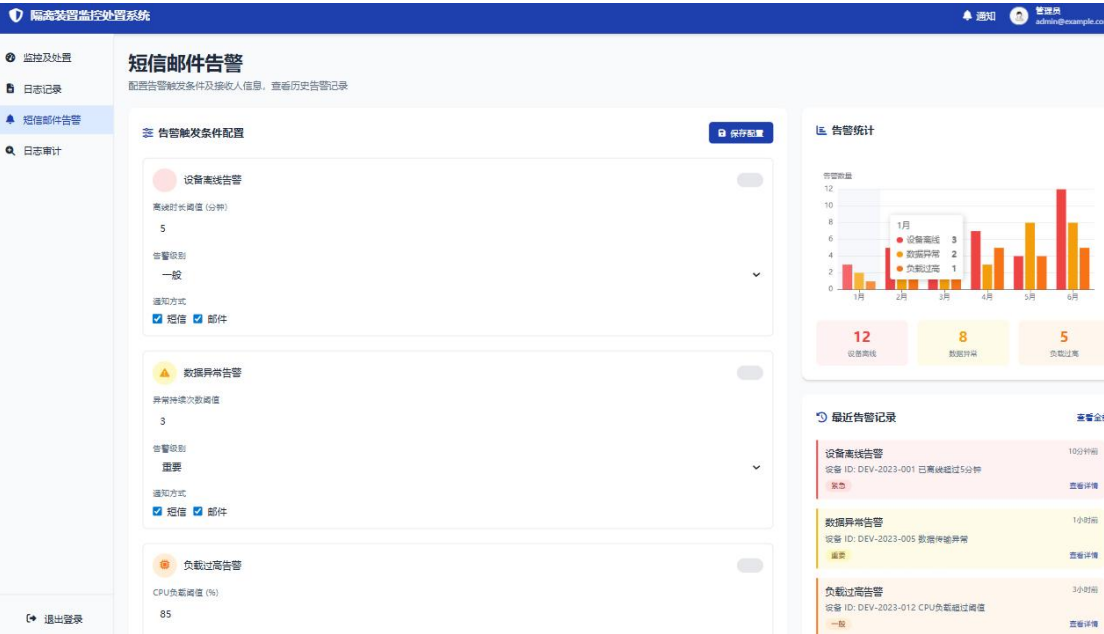 隔离装置监控处置系统
通知
管理员
admin@example.co
监控及处置
日志记录
短信邮件告警
日志审计
退出登录
短信邮件告警
配置告警触发条件及接收人信息，查看历史告警记录
告警触发条件配置
保存配置
设备离线告警
离线时长阈值 (分钟)
5
告警级别
一般
通知方式
短信 邮件
数据异常告警
异常持续次数阈值
3
告警级别
重要
通知方式
短信 邮件
负载过高告警
CPU负载阈值 (%)
85
告警统计
告警数量
12
10
8
6
4
2
0
1月
设备离线 3
数据异常 2
负载过高 1
1月 2月 3月 4月 5月 6月
12 8 5
设备离线 数据异常 负载过高
最近告警记录
查看全
设备离线告警 10分钟前
设备 ID: DEV-2023-001 已离线超过5分钟
紧急 查看详情
数据异常告警 1小时前
设备 ID: DEV-2023-005 数据传输异常
重要 查看详情
负载过高告警 3小时前
设备 ID: DEV-2023-012 CPU负载超过阈值
一般 查看详情